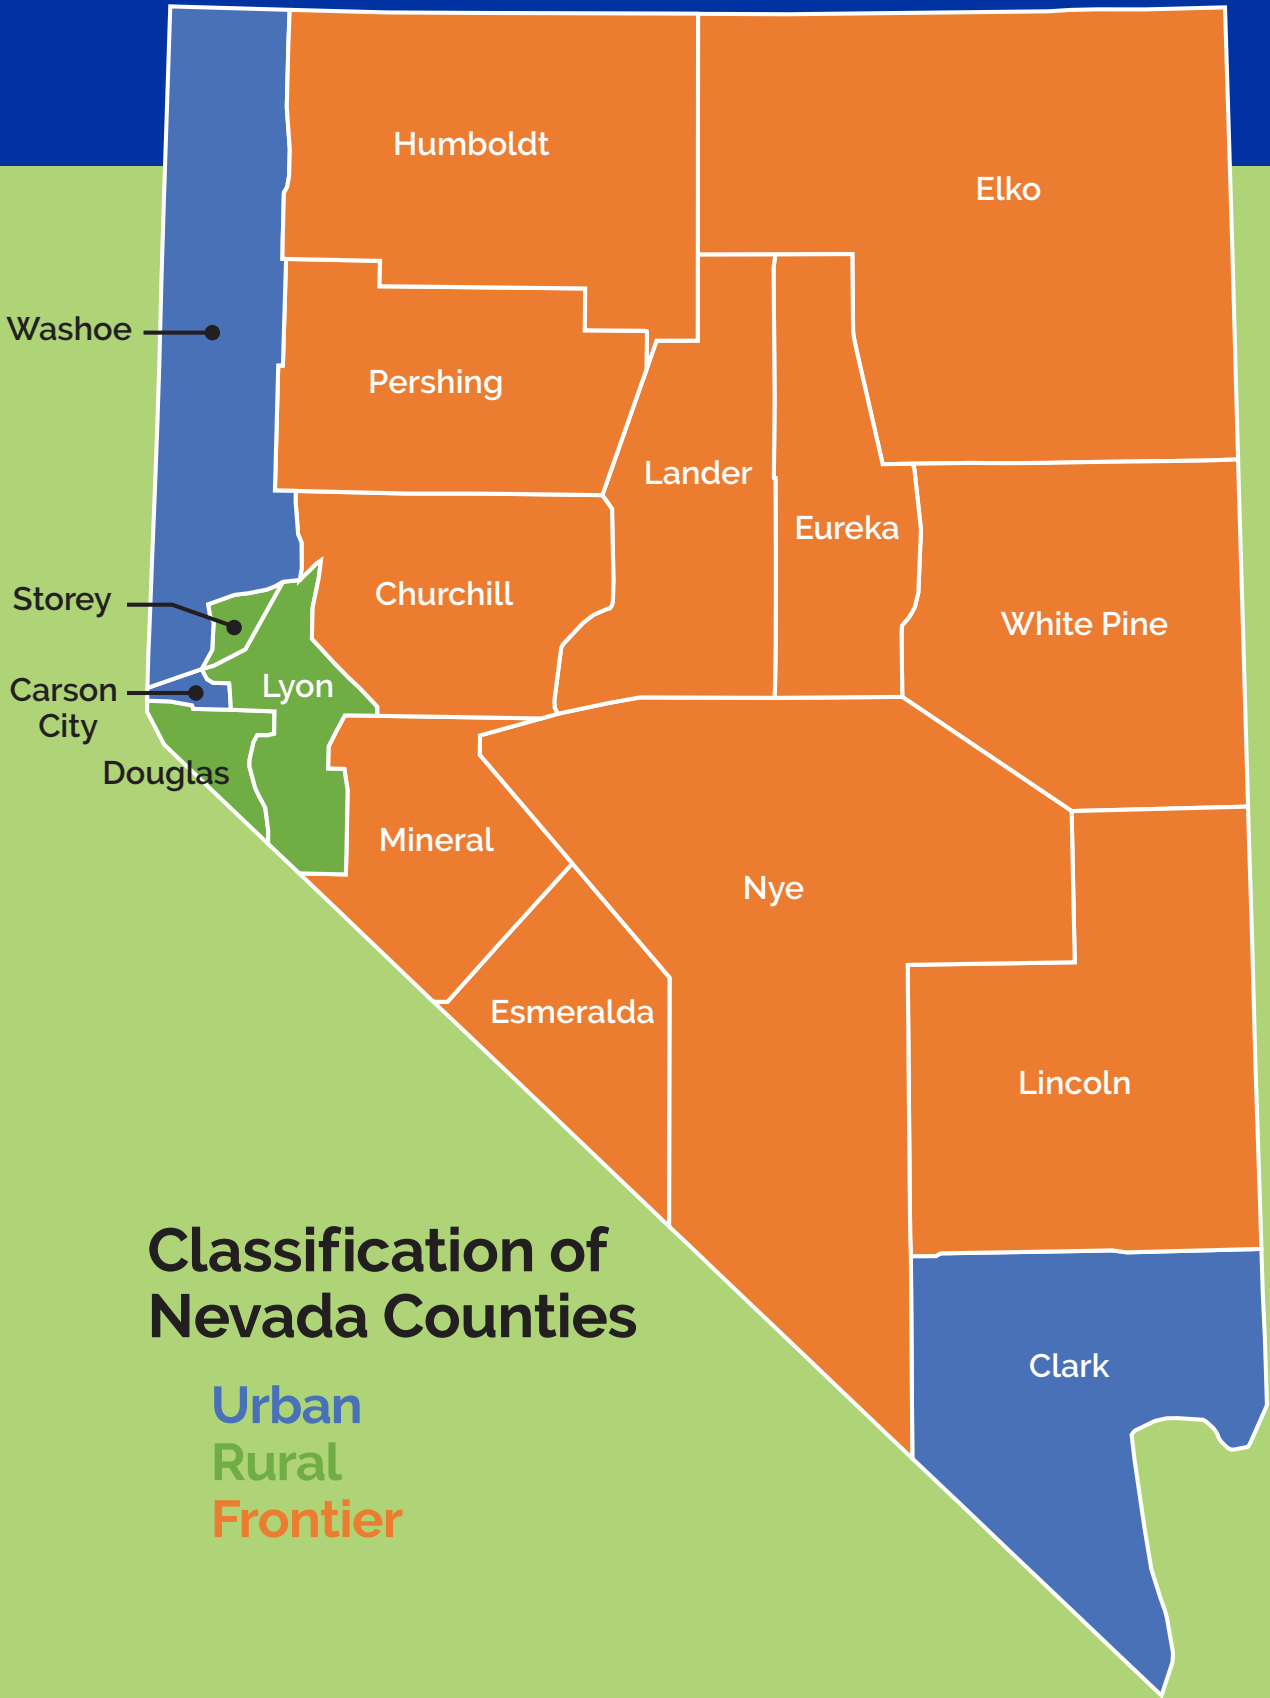 Humboldt
Elko
Washoe
Pershing
Lander
Eureka
Storey
Churchill
White Pine
Carson
City
Lyon
Douglas
Mineral
Nye
Esmeralda
Lincoln
Classification of
Nevada Counties
Clark
Urban
Rural
Frontier